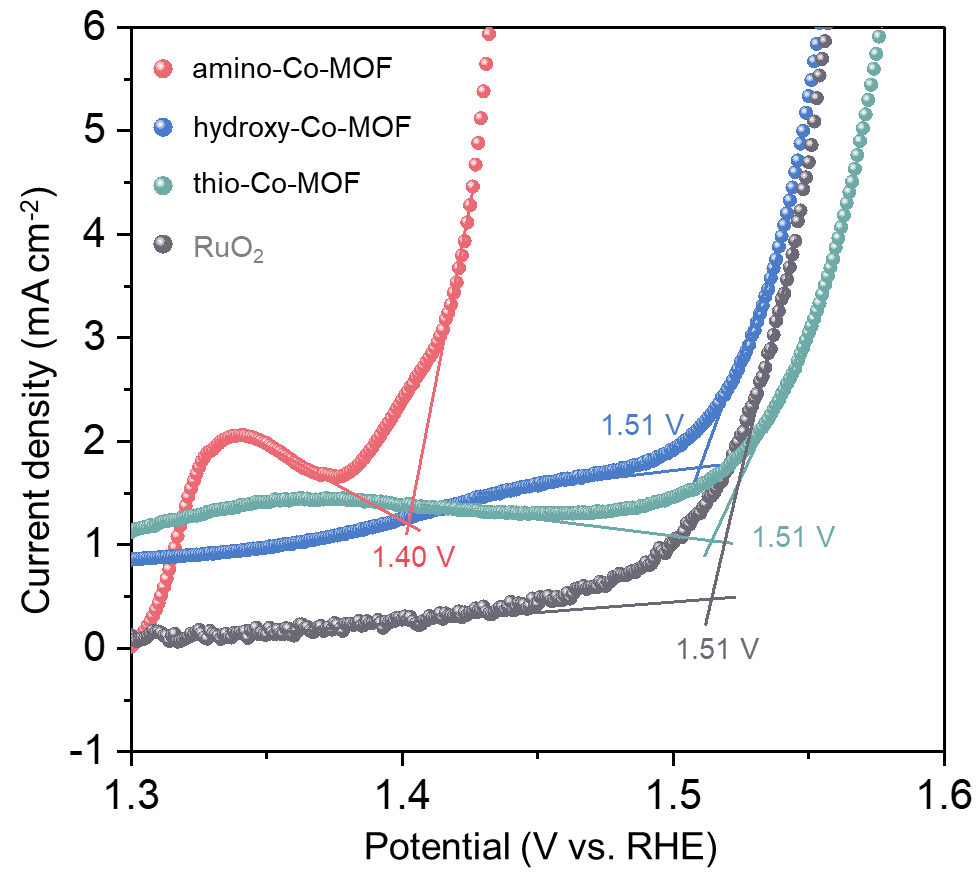 6
5
4
3
2
1
0
-1
Current density (mA cm⁻²)
amino-Co-MOF
hydroxy-Co-MOF
thio-Co-MOF
RuO₂
1.51 V
1.40 V
1.51 V
1.51 V
1.3 1.4 1.5 1.6
Potential (V vs. RHE)